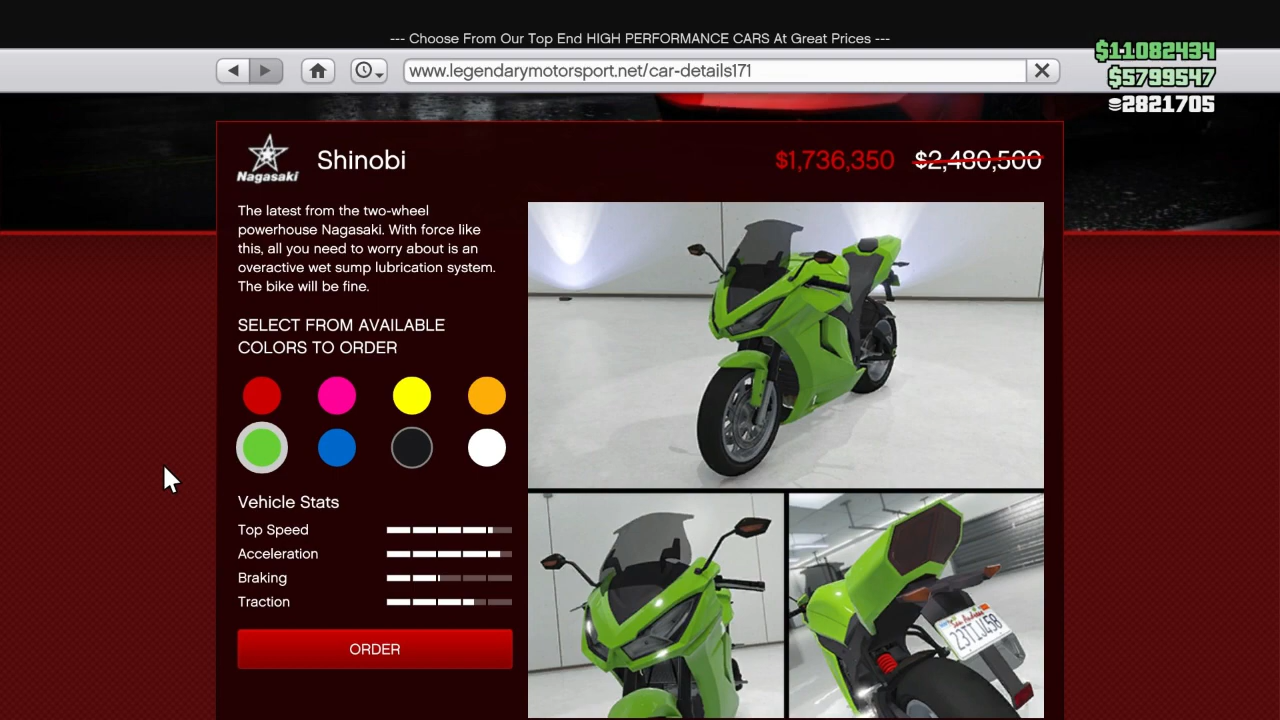 --- Choose From Our Top End HIGH PERFORMANCE CARS At Great Prices ---
$11082434
www.legendarymotorsport.net/car-details171
$5799547
2821705
Nagasaki
Shinobi
$1,736,350 $2,480,500
The latest from the two-wheel
powerhouse Nagasaki. With force like
this, all you need to worry about is an
overactive wet sump lubrication system.
The bike will be fine.
SELECT FROM AVAILABLE
COLORS TO ORDER
Vehicle Stats
Top Speed
Acceleration
Braking
Traction
ORDER
San Andreas